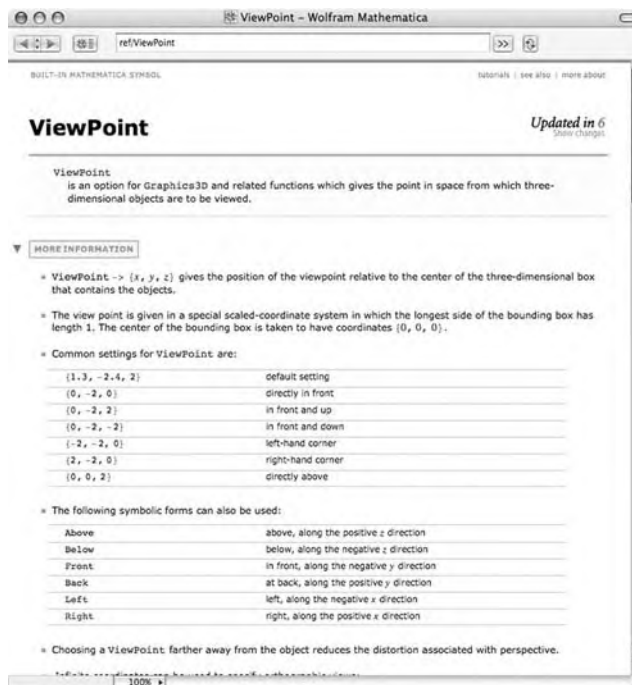 ViewPoint – Wolfram Mathematica
ref/ViewPoint
>>
BUILT-IN MATHEMATICA SYMBOL
tutorials | see also | more about
ViewPoint
Updated in 6
Show changes
ViewPoint
is an option for Graphics3D and related functions which gives the point in space from which three-
dimensional objects are to be viewed.
MORE INFORMATION
ViewPoint -> {x, y, z} gives the position of the viewpoint relative to the center of the three-dimensional box
that contains the objects.
The view point is given in a special scaled-coordinate system in which the longest side of the bounding box has
length 1. The center of the bounding box is taken to have coordinates {0, 0, 0}.
Common settings for ViewPoint are:
{1.3, -2.4, 2} default setting
{0, -2, 0} directly in front
{0, -2, 2} in front and up
{0, -2, -2} in front and down
{-2, -2, 0} left-hand corner
{2, -2, 0} right-hand corner
{0, 0, 2} directly above
The following symbolic forms can also be used:
Above above, along the positive z direction
Below below, along the negative z direction
Front in front, along the negative y direction
Back at back, along the positive y direction
Left left, along the negative x direction
Right right, along the positive x direction
Choosing a ViewPoint farther away from the object reduces the distortion associated with perspective.
100%